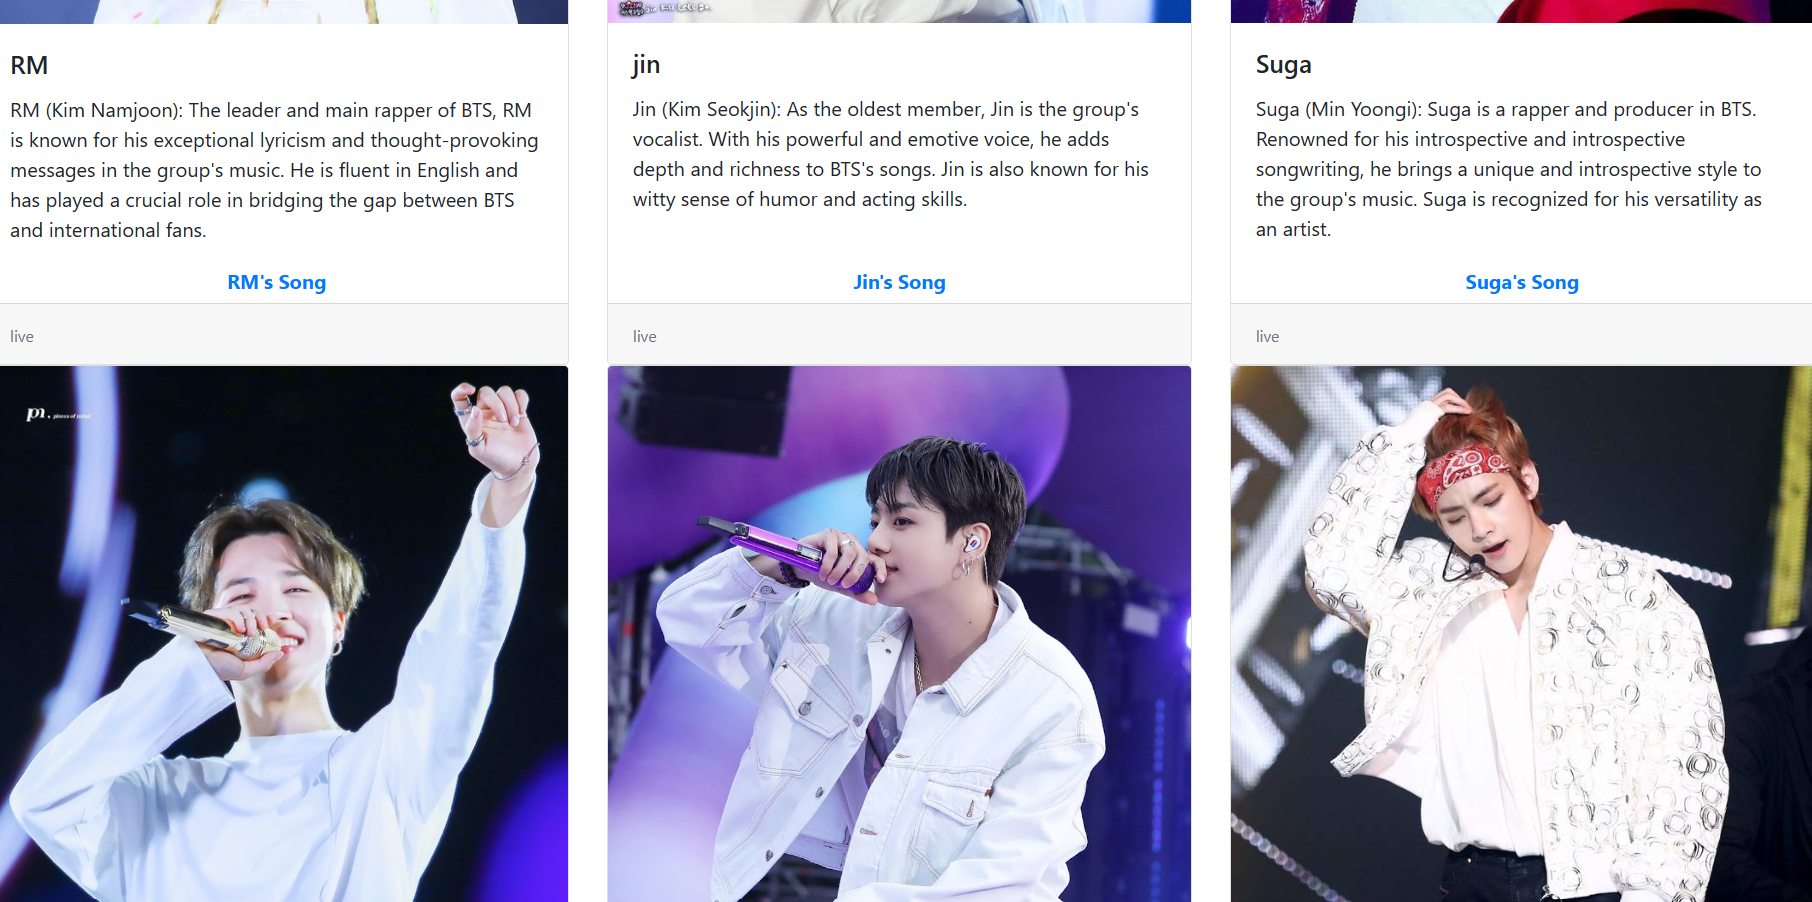 RM
RM (Kim Namjoon): The leader and main rapper of BTS, RM
is known for his exceptional lyricism and thought-provoking
messages in the group's music. He is fluent in English and
has played a crucial role in bridging the gap between BTS
and international fans.
RM's Song
live
jin
Jin (Kim Seokjin): As the oldest member, Jin is the group's
vocalist. With his powerful and emotive voice, he adds
depth and richness to BTS's songs. Jin is also known for his
witty sense of humor and acting skills.
Jin's Song
live
Suga
Suga (Min Yoongi): Suga is a rapper and producer in BTS.
Renowned for his introspective and introspective
songwriting, he brings a unique and introspective style to
the group's music. Suga is recognized for his versatility as
an artist.
Suga's Song
live
pieces of mind